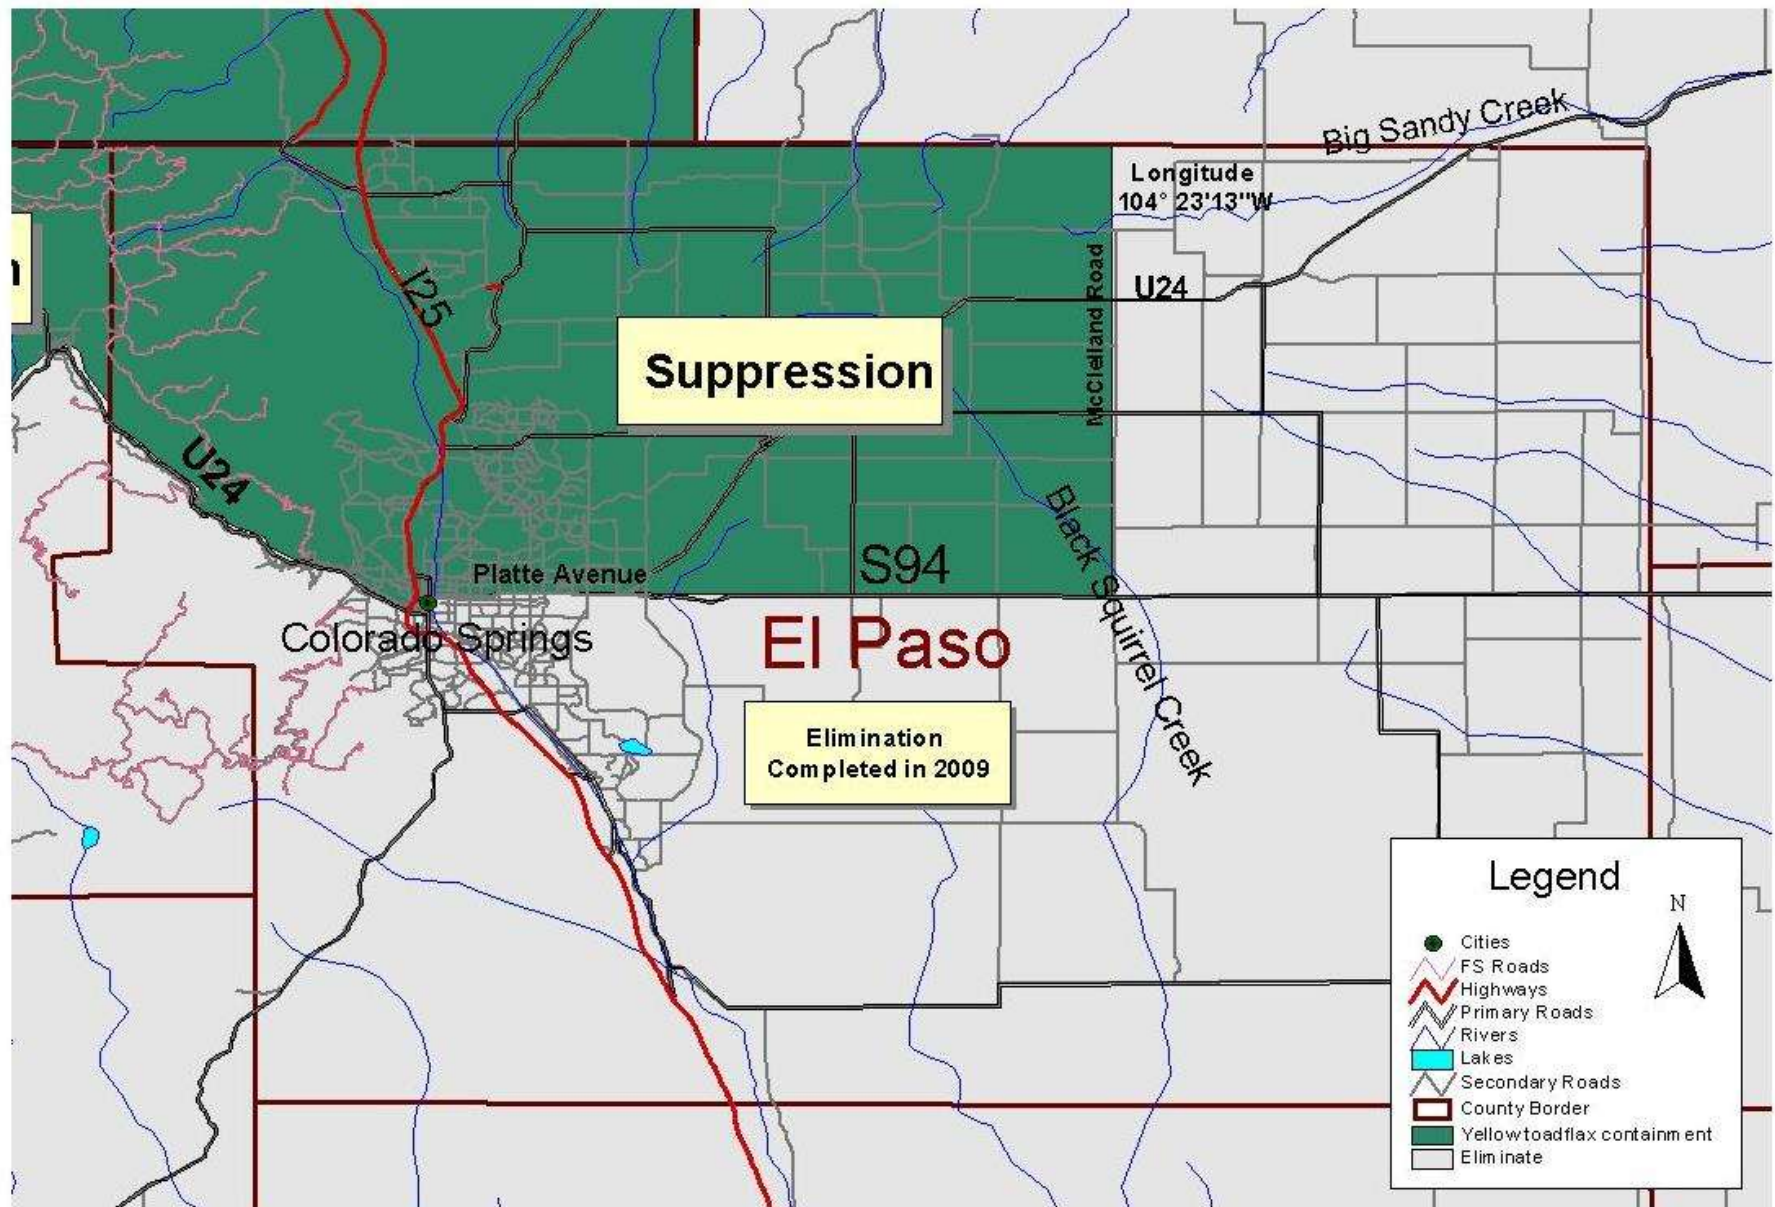 Big Sandy Creek
Longitude
104° 23'13"W
n
I25
McClelland Road
U24
Suppression
U24
Black Squirrel Creek
S94
Platte Avenue
Colorado Springs
El Paso
Elimination
Completed in 2009
Legend
N
Cities
FS Roads
Highways
Primary Roads
Rivers
Lakes
Secondary Roads
County Border
Yellow toadflax containment
Eliminate